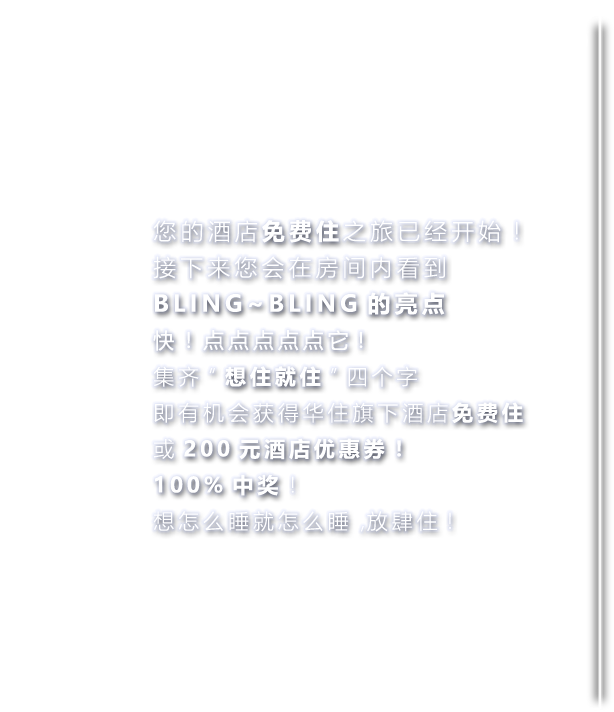 您的酒店免费住之旅已经开始！
接下来您会在房间内看到
BLING~BLING 的亮点
快！点点点点点它！
集齐“想住就住”四个字
即有机会获得华住旗下酒店免费住
或 200 元酒店优惠券！
100% 中奖！
想怎么睡就怎么睡 ,放肆住！